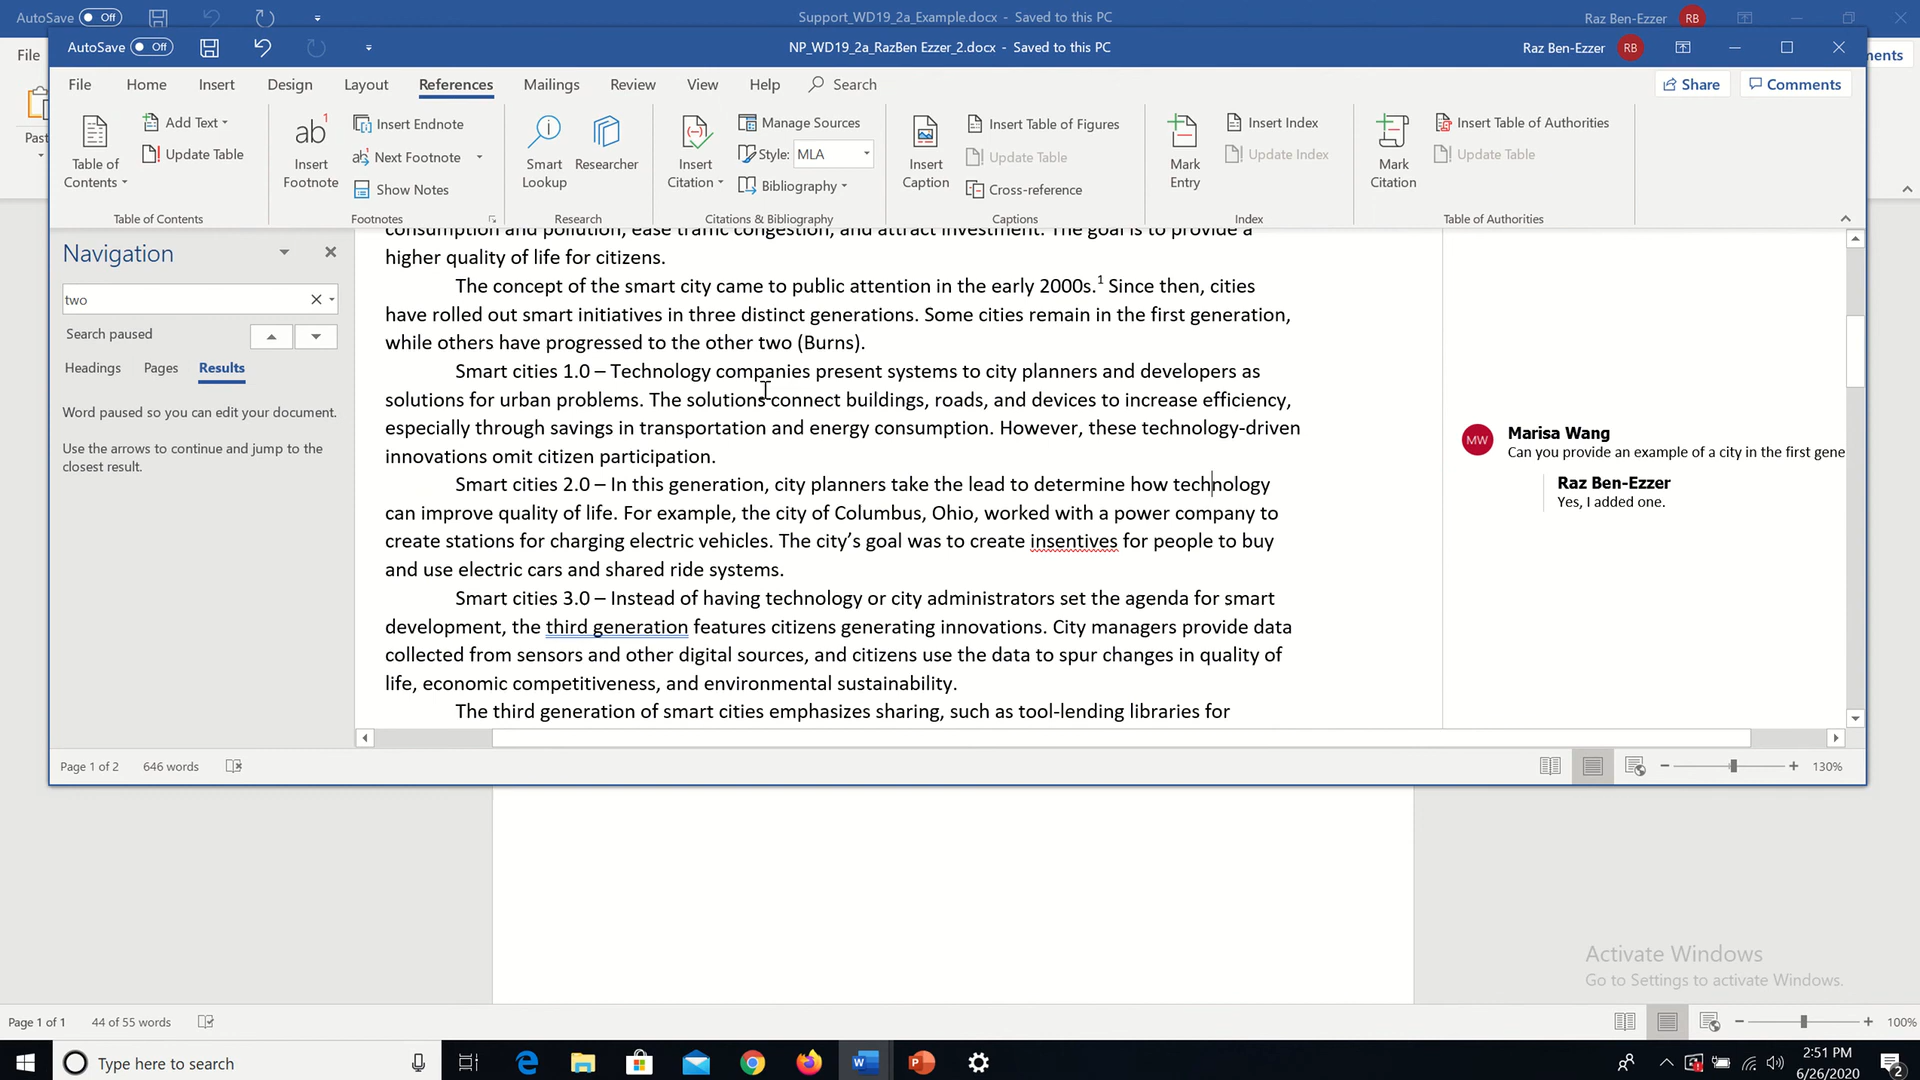 AutoSave Off
Support_WD19_2a_Example.docx - Saved to this PC
Raz Ben-Ezzer RB
File
AutoSave Off
NP_WD19_2a_RazBen Ezzer_2.docx - Saved to this PC
Raz Ben-Ezzer RB
File Home Insert Design Layout References Mailings Review View Help Search
Share Comments
Table of Contents
Add Text
Update Table
Table of Contents
ab1 Insert Footnote
Insert Endnote
Next Footnote
Show Notes
Footnotes
Smart Lookup
Researcher
Research
Insert Citation
Manage Sources
Style: MLA
Bibliography
Citations & Bibliography
Insert Caption
Insert Table of Figures
Update Table
Cross-reference
Captions
Mark Entry
Insert Index
Update Index
Index
Mark Citation
Insert Table of Authorities
Update Table
Table of Authorities
Navigation
two
Search paused
Headings Pages Results
Word paused so you can edit your document.
Use the arrows to continue and jump to the
closest result.
consumption and pollution, ease traffic congestion, and attract investment. The goal is to provide a
higher quality of life for citizens.
The concept of the smart city came to public attention in the early 2000s.1 Since then, cities
have rolled out smart initiatives in three distinct generations. Some cities remain in the first generation,
while others have progressed to the other two (Burns).
Smart cities 1.0 – Technology companies present systems to city planners and developers as
solutions for urban problems. The solutions connect buildings, roads, and devices to increase efficiency,
especially through savings in transportation and energy consumption. However, these technology-driven
innovations omit citizen participation.
Smart cities 2.0 – In this generation, city planners take the lead to determine how technology
can improve quality of life. For example, the city of Columbus, Ohio, worked with a power company to
create stations for charging electric vehicles. The city’s goal was to create insentives for people to buy
and use electric cars and shared ride systems.
Smart cities 3.0 – Instead of having technology or city administrators set the agenda for smart
development, the third generation features citizens generating innovations. City managers provide data
collected from sensors and other digital sources, and citizens use the data to spur changes in quality of
life, economic competitiveness, and environmental sustainability.
The third generation of smart cities emphasizes sharing, such as tool-lending libraries for
MW Marisa Wang
Can you provide an example of a city in the first gene
Raz Ben-Ezzer
Yes, I added one.
Page 1 of 2 646 words
130%
Activate Windows
Go to Settings to activate Windows.
Page 1 of 1 44 of 55 words
100%
Type here to search
2:51 PM
6/26/2020
2